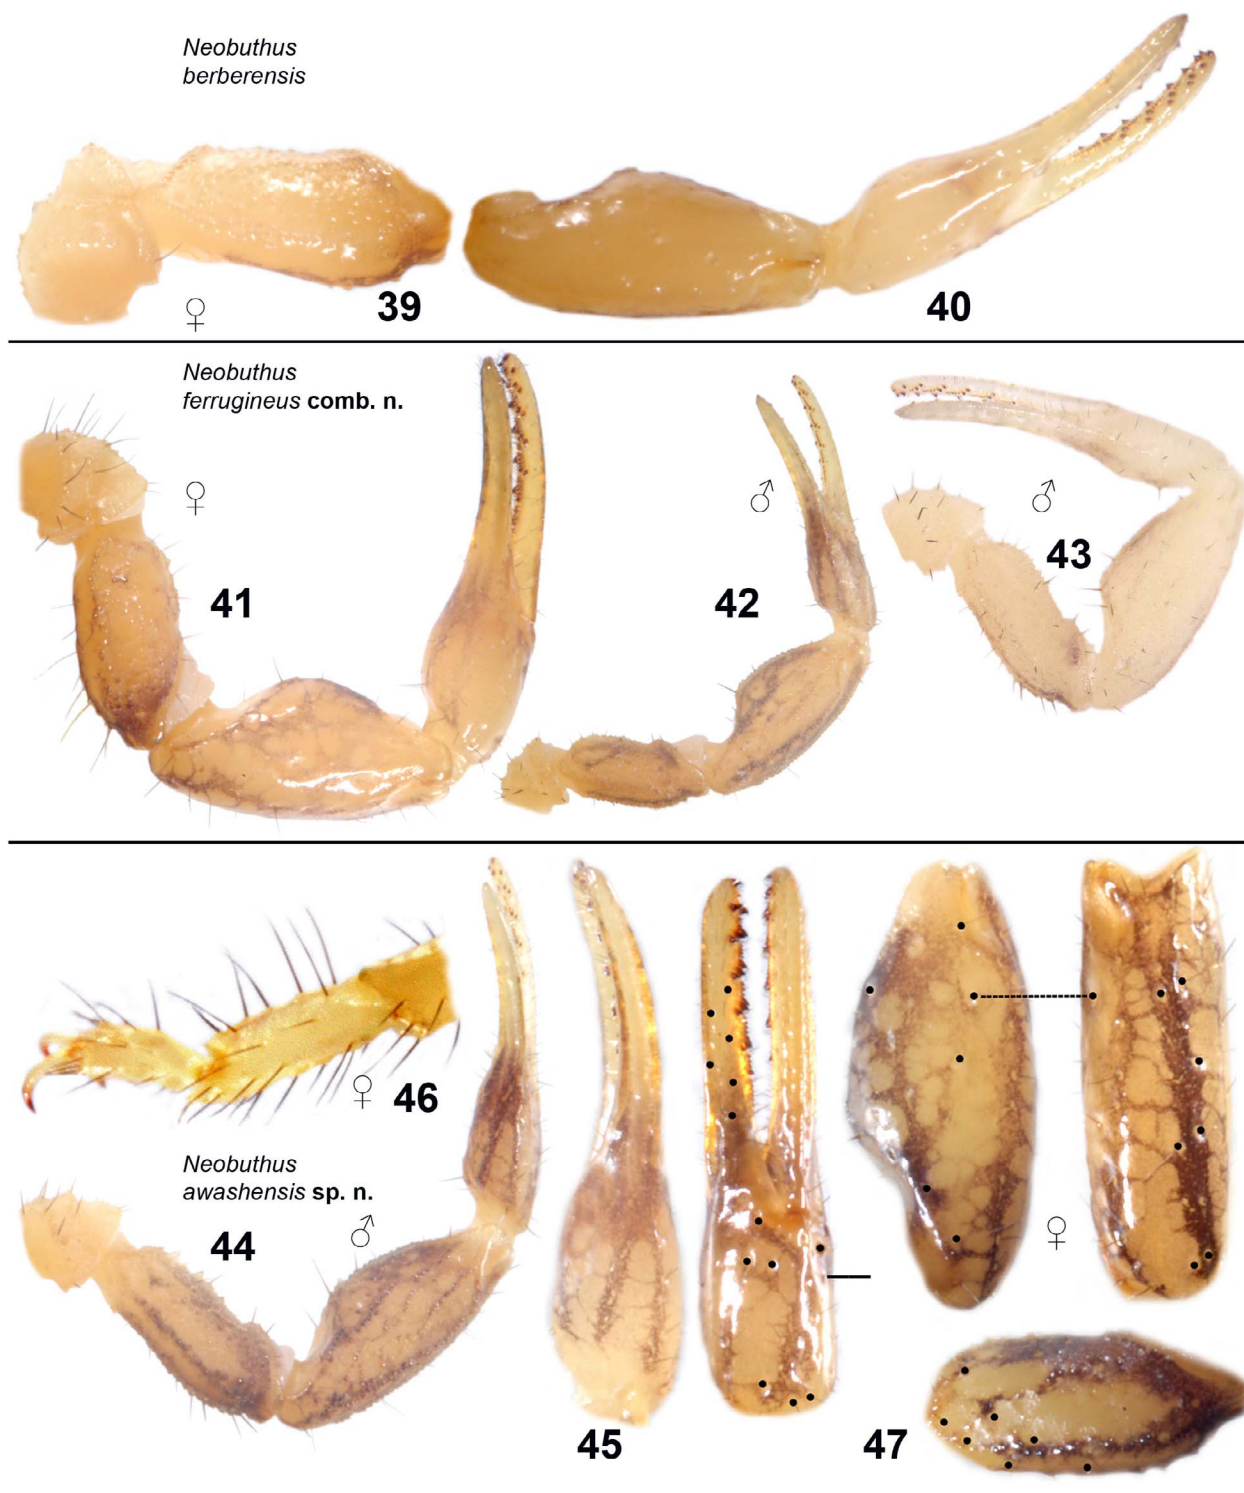 Neobuthus
berberensis
♀
39
40
Neobuthus
ferrugineus comb. n.
♀
♂
♂
43
41
42
♀
46
Neobuthus
awashensis sp. n.
♂
44
♀
45
47